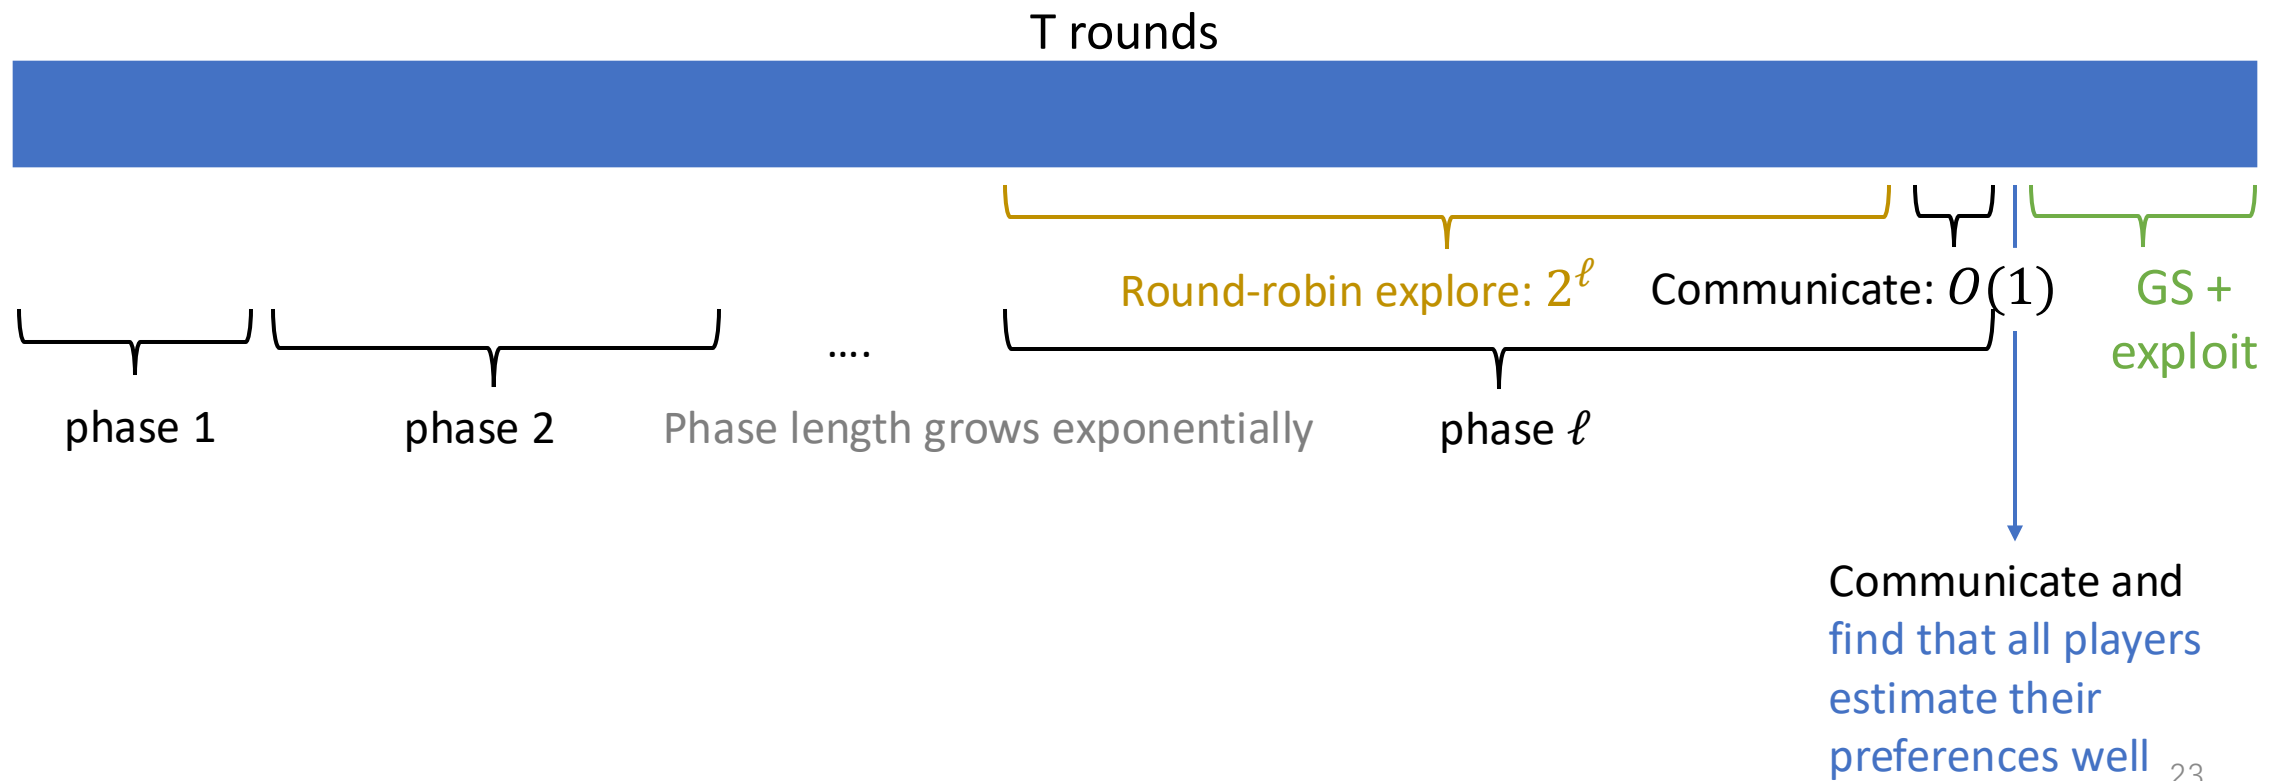 T rounds
Round-robin explore: 2^ℓ
Communicate: O(1)
GS +
exploit
....
phase 1
phase 2
Phase length grows exponentially
phase ℓ
Communicate and
find that all players
estimate their
preferences well
23